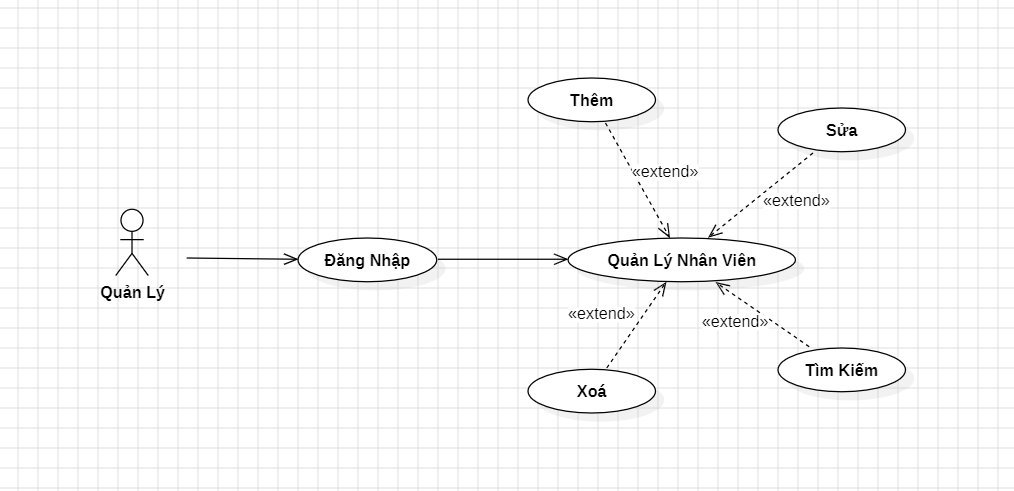 Thêm
Sửa
«extend»
«extend»
Quản Lý
Đăng Nhập
Quản Lý Nhân Viên
«extend»
«extend»
Xoá
Tìm Kiếm